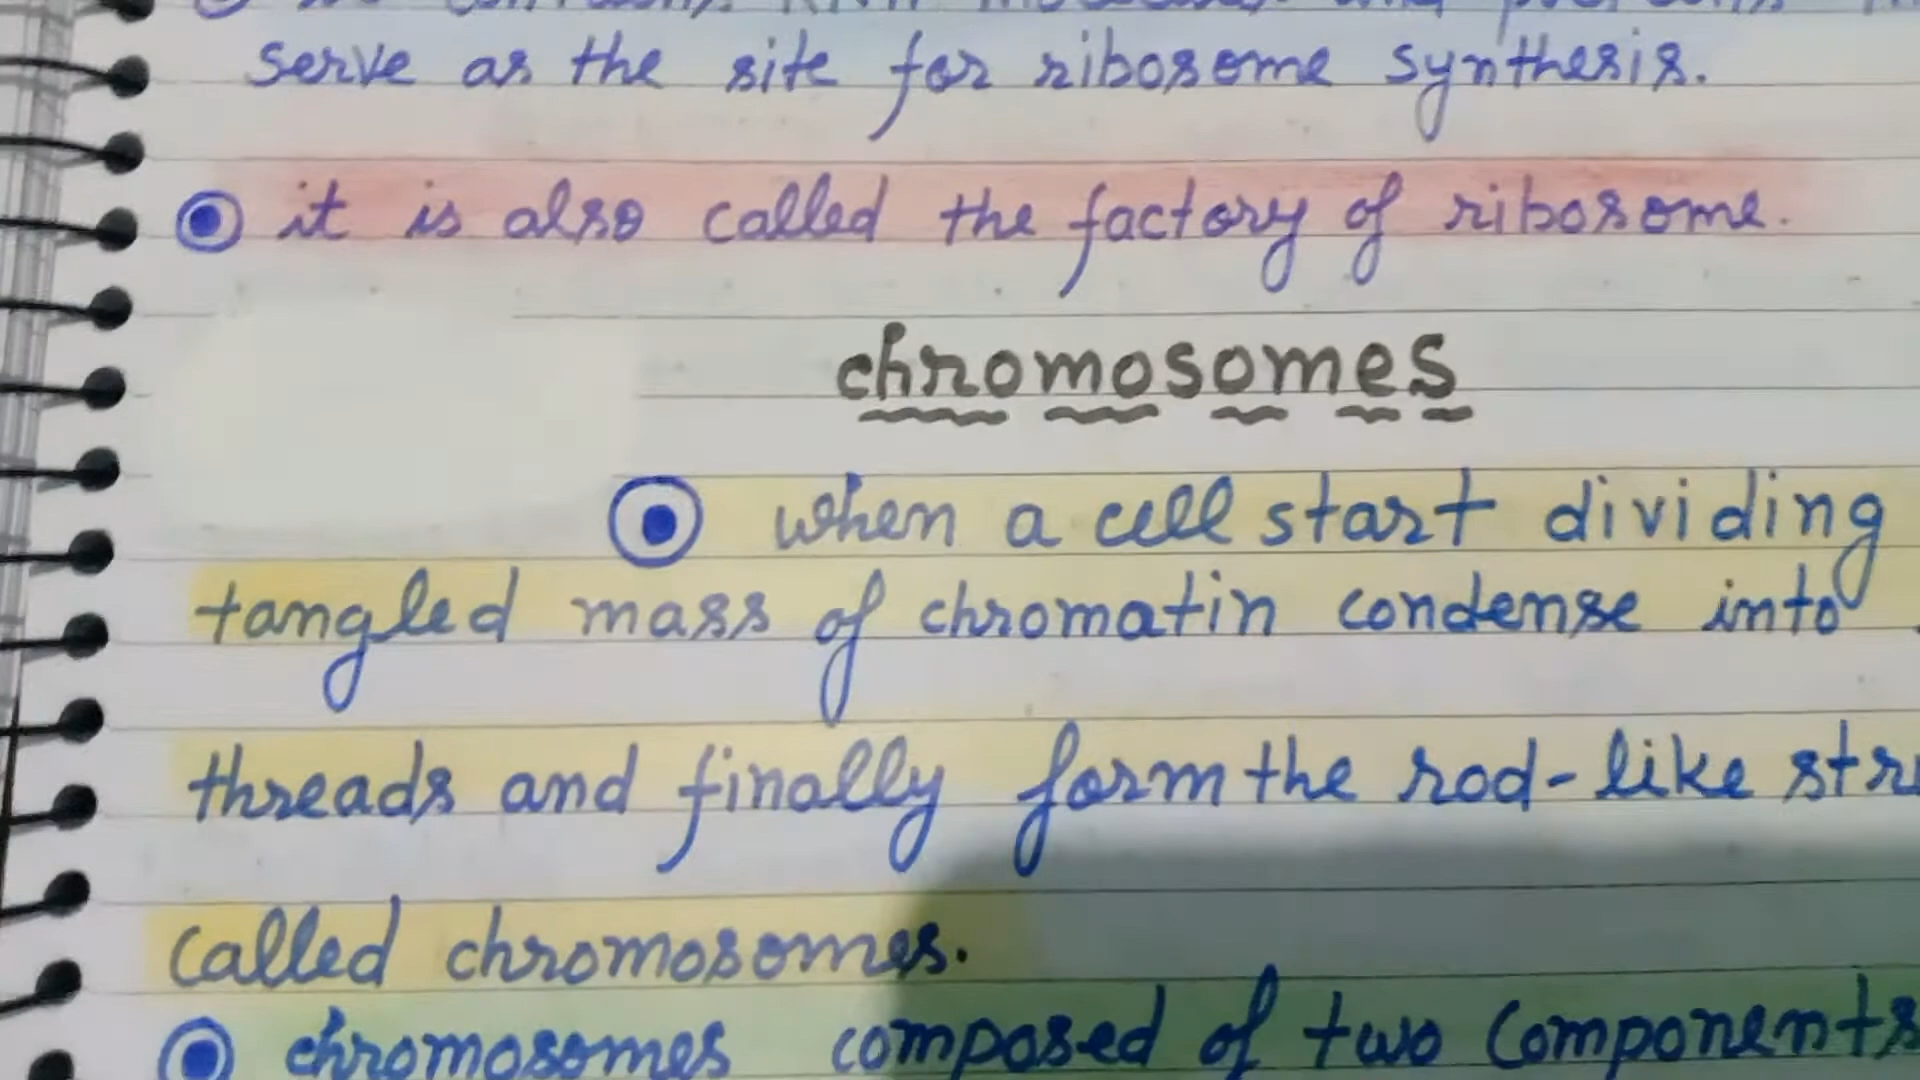 serve as the site for ribosome synthesis.
it is also called the factory of ribosome.
chromosomes
when a cell start dividing
tangled mass of chromatin condense into
threads and finally form the rod-like
called chromosomes.
chromosomes composed of two components